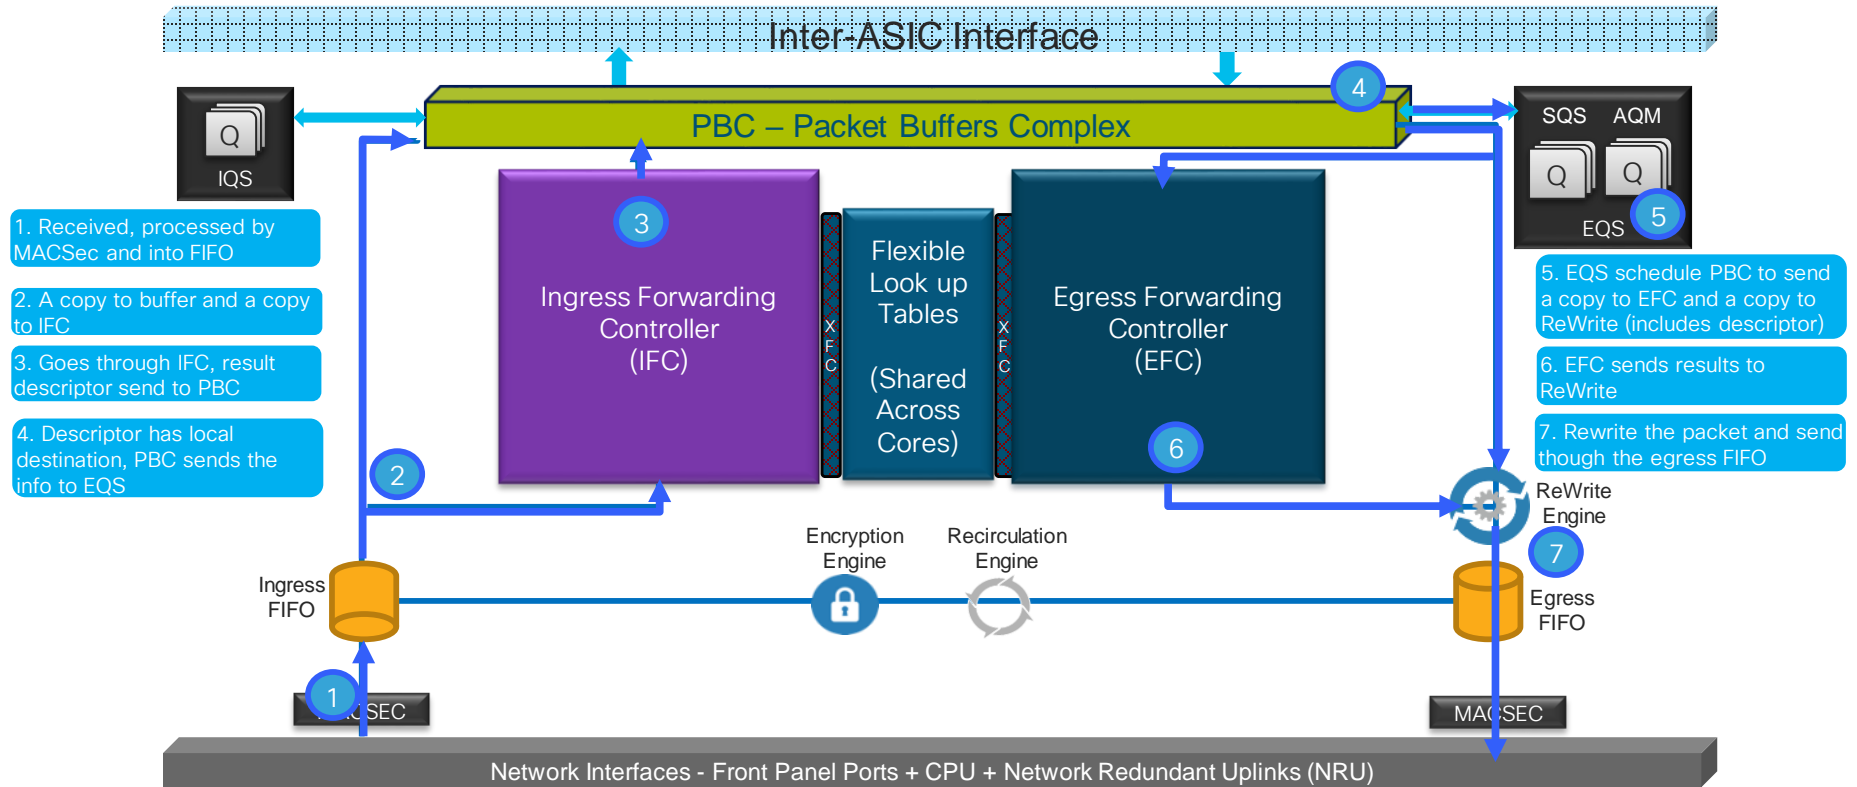 Inter-ASIC Interface
4
PBC – Packet Buffers Complex
Q
IQS
SQS AQM
Q
Q
5
EQS
1. Received, processed by
MACSec and into FIFO
2. A copy to buffer and a copy
to IFC
3. Goes through IFC, result
descriptor send to PBC
4. Descriptor has local
destination, PBC sends the
info to EQS
3
Ingress Forwarding
Controller
(IFC)
X
F
C
Flexible
Look up
Tables
(Shared
Across
Cores)
X
F
C
Egress Forwarding
Controller
(EFC)
6
5. EQS schedule PBC to send
a copy to EFC and a copy to
ReWrite (includes descriptor)
6. EFC sends results to
ReWrite
7. Rewrite the packet and send
though the egress FIFO
2
ReWrite
Engine
Encryption
Engine
Recirculation
Engine
7
Ingress
FIFO
Egress
FIFO
1
MACSEC
MACSEC
Network Interfaces - Front Panel Ports + CPU + Network Redundant Uplinks (NRU)